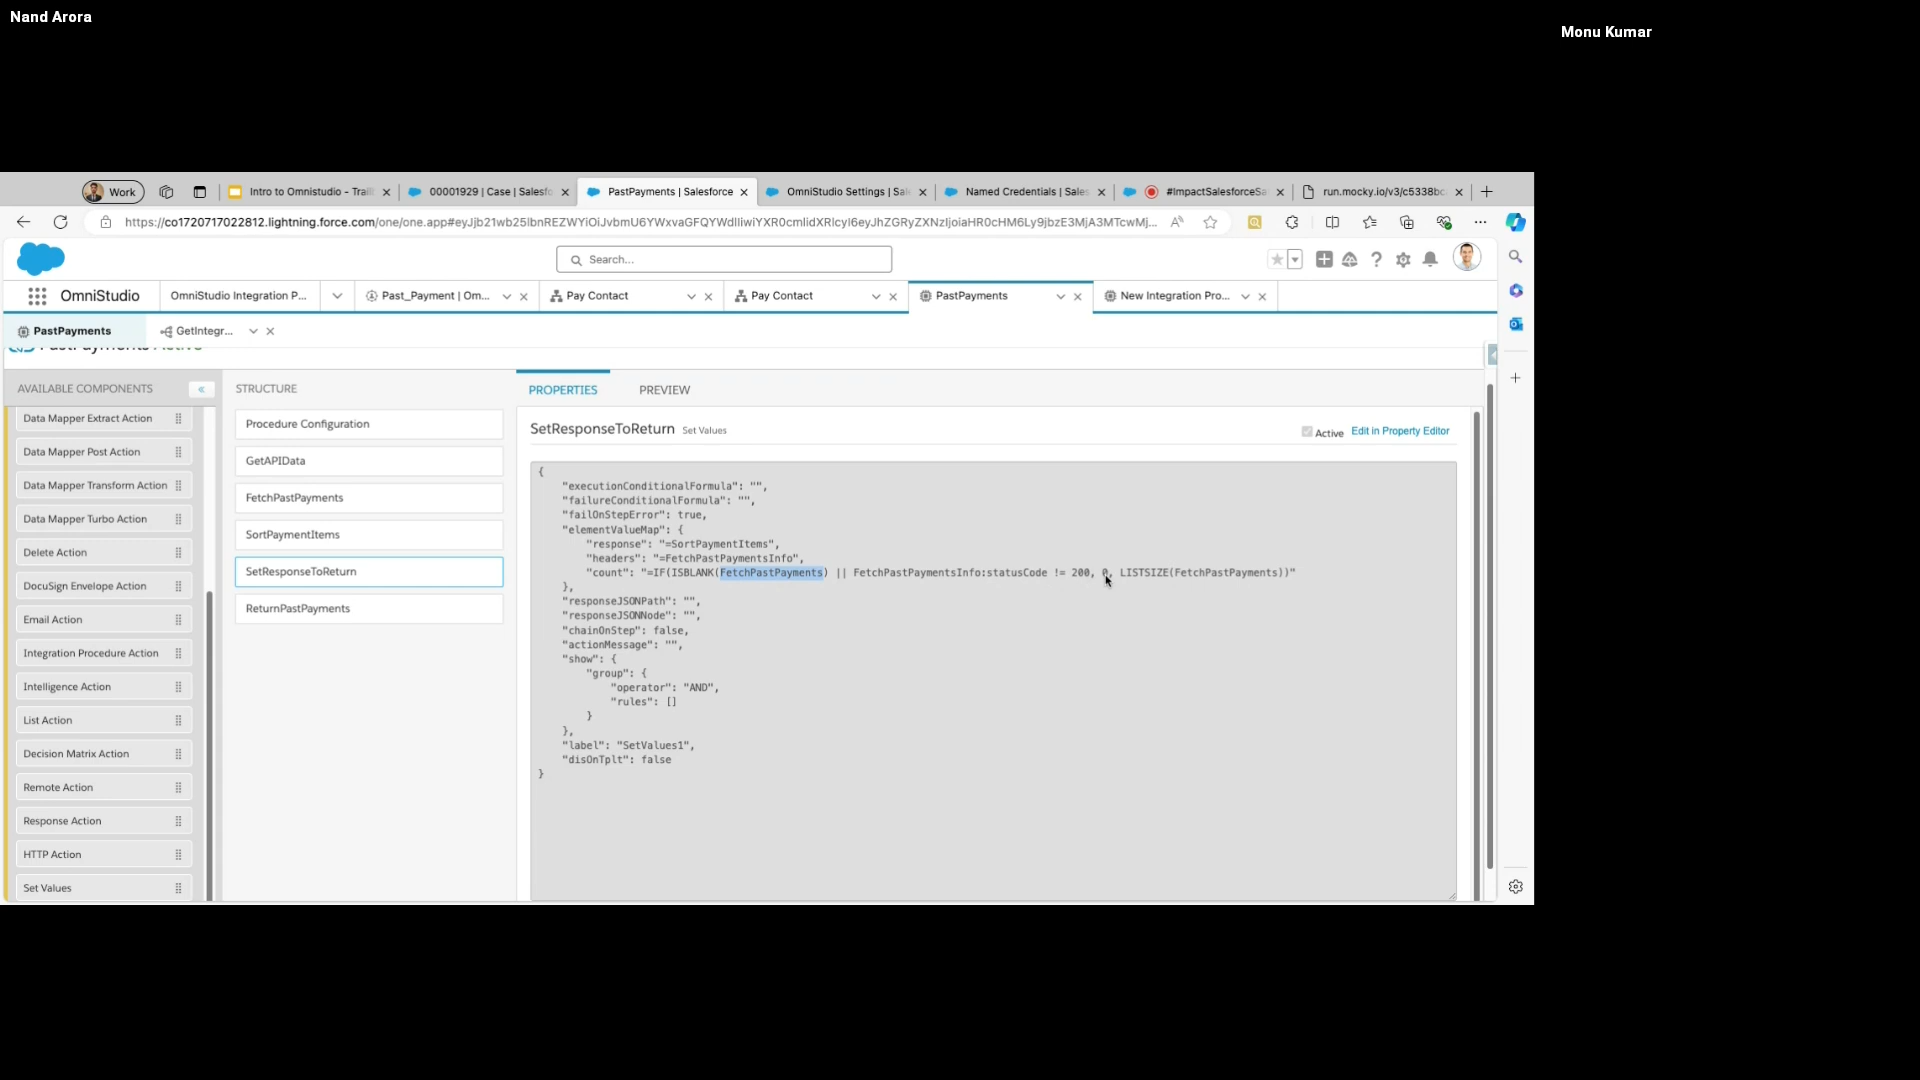 Nand Arora
Monu Kumar
Work
Intro to Omnistudio - Trail
00001929 | Case | Salesfo
PastPayments | Salesforce
OmniStudio Settings | Sal
Named Credentials | Sales
#ImpactSalesforceSa
run.mocky.io/v3/c5338bc
https://co1720717022812.lightning.force.com/one/one.app#eyJjb21wb25lbnREZWYiOiJvbmU6YWxvaGFQYWdlIiwiYXR0cmlidXRlcyI6eyJhZGRyZXNzIjoiaHR0cHM6Ly9jbzE3MjA3MTcwMj...
Search...
OmniStudio
OmniStudio Integration P...
Past_Payment | Om...
Pay Contact
Pay Contact
PastPayments
New Integration Pro...
PastPayments
GetIntegr...
PastPayments Active
AVAILABLE COMPONENTS
Data Mapper Extract Action
Data Mapper Post Action
Data Mapper Transform Action
Data Mapper Turbo Action
Delete Action
DocuSign Envelope Action
Email Action
Integration Procedure Action
Intelligence Action
List Action
Decision Matrix Action
Remote Action
Response Action
HTTP Action
Set Values
STRUCTURE
Procedure Configuration
GetAPIData
FetchPastPayments
SortPaymentItems
SetResponseToReturn
ReturnPastPayments
PROPERTIES
PREVIEW
SetResponseToReturn Set Values
Active Edit in Property Editor
{
"executionConditionalFormula": "",
"failureConditionalFormula": "",
"failOnStepError": true,
"elementValueMap": {
"response": "=SortPaymentItems",
"headers": "=FetchPastPaymentsInfo",
"count": "=IF(ISBLANK(FetchPastPayments) || FetchPastPaymentsInfo:statusCode != 200, 0, LISTSIZE(FetchPastPayments))"
},
"responseJSONPath": "",
"responseJSONNode": "",
"chainOnStep": false,
"actionMessage": "",
"show": {
"group": {
"operator": "AND",
"rules": []
}
},
"label": "SetValues1",
"disOnTplt": false
}